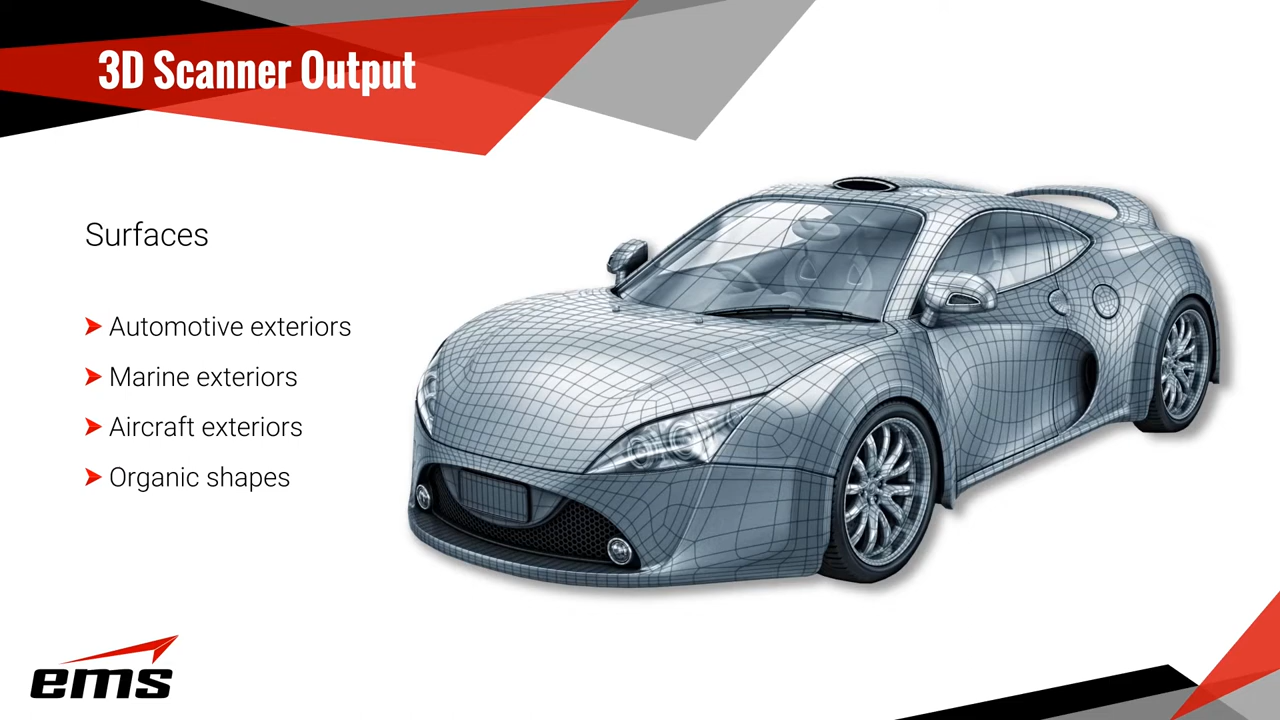 3D Scanner Output
Surfaces
Automotive exteriors
Marine exteriors
Aircraft exteriors
Organic shapes
ems